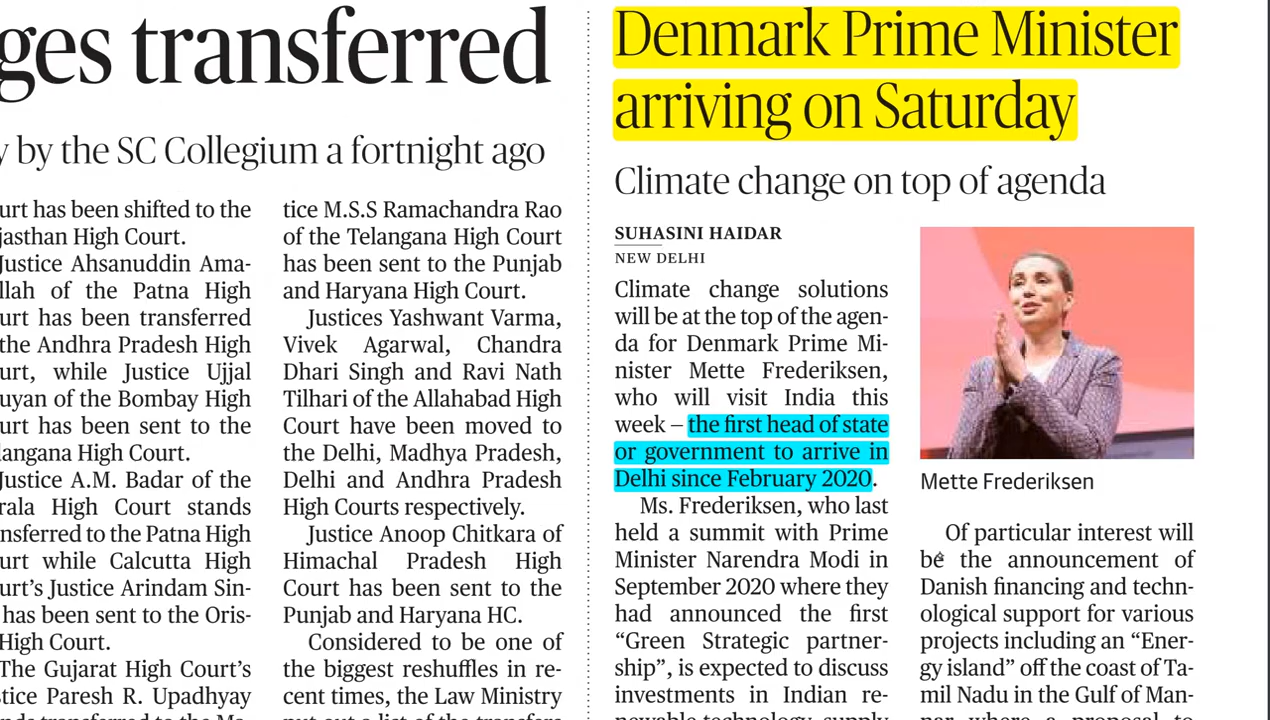 ges transferred
by the SC Collegium a fortnight ago
urt has been shifted to the
jasthan High Court.
Justice Ahsanuddin Ama-
llah of the Patna High
urt has been transferred
the Andhra Pradesh High
urt, while Justice Ujjal
uyan of the Bombay High
urt has been sent to the
langana High Court.
Justice A.M. Badar of the
rala High Court stands
nsferred to the Patna High
urt while Calcutta High
urt's Justice Arindam Sin-
has been sent to the Oris-
High Court.
The Gujarat High Court's
stice Paresh R. Upadhyay
tice M.S.S Ramachandra Rao
of the Telangana High Court
has been sent to the Punjab
and Haryana High Court.
Justices Yashwant Varma,
Vivek Agarwal, Chandra
Dhari Singh and Ravi Nath
Tilhari of the Allahabad High
Court have been moved to
the Delhi, Madhya Pradesh,
Delhi and Andhra Pradesh
High Courts respectively.
Justice Anoop Chitkara of
Himachal Pradesh High
Court has been sent to the
Punjab and Haryana HC.
Considered to be one of
the biggest reshuffles in re-
cent times, the Law Ministry
Denmark Prime Minister
arriving on Saturday
Climate change on top of agenda
SUHASINI HAIDAR
NEW DELHI
Climate change solutions
will be at the top of the agen-
da for Denmark Prime Mi-
nister Mette Frederiksen,
who will visit India this
week – the first head of state
or government to arrive in
Delhi since February 2020.
Ms. Frederiksen, who last
held a summit with Prime
Minister Narendra Modi in
September 2020 where they
had announced the first
“Green Strategic partner-
ship”, is expected to discuss
investments in Indian re-
Mette Frederiksen
Of particular interest will
be the announcement of
Danish financing and techn-
ological support for various
projects including an “Ener-
gy island” off the coast of Ta-
mil Nadu in the Gulf of Man-